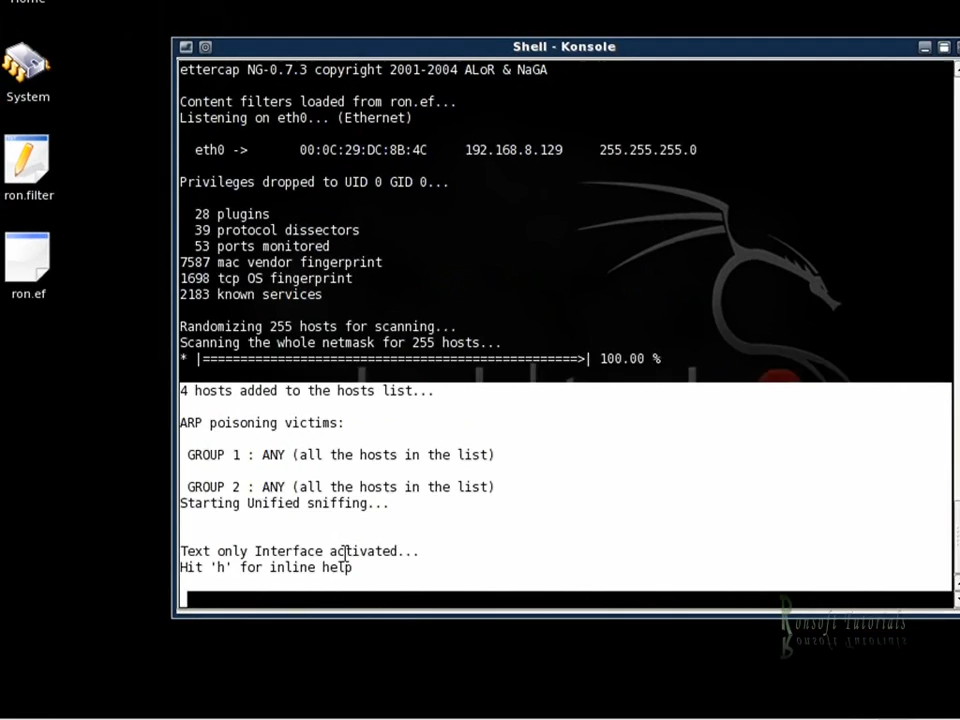 Home
System
ron.filter
ron.ef
Shell - Konsole
ettercap NG-0.7.3 copyright 2001-2004 ALoR & NaGA
Content filters loaded from ron.ef...
Listening on eth0... (Ethernet)
eth0 -> 00:0C:29:DC:8B:4C 192.168.8.129 255.255.255.0
Privileges dropped to UID 0 GID 0...
28 plugins
39 protocol dissectors
53 ports monitored
7587 mac vendor fingerprint
1698 tcp OS fingerprint
2183 known services
Randomizing 255 hosts for scanning...
Scanning the whole netmask for 255 hosts...
* |==================================================>| 100.00 %
4 hosts added to the hosts list...
ARP poisoning victims:
GROUP 1 : ANY (all the hosts in the list)
GROUP 2 : ANY (all the hosts in the list)
Starting Unified sniffing...
Text only Interface activated...
Hit 'h' for inline help
Ronsoft Tutorials